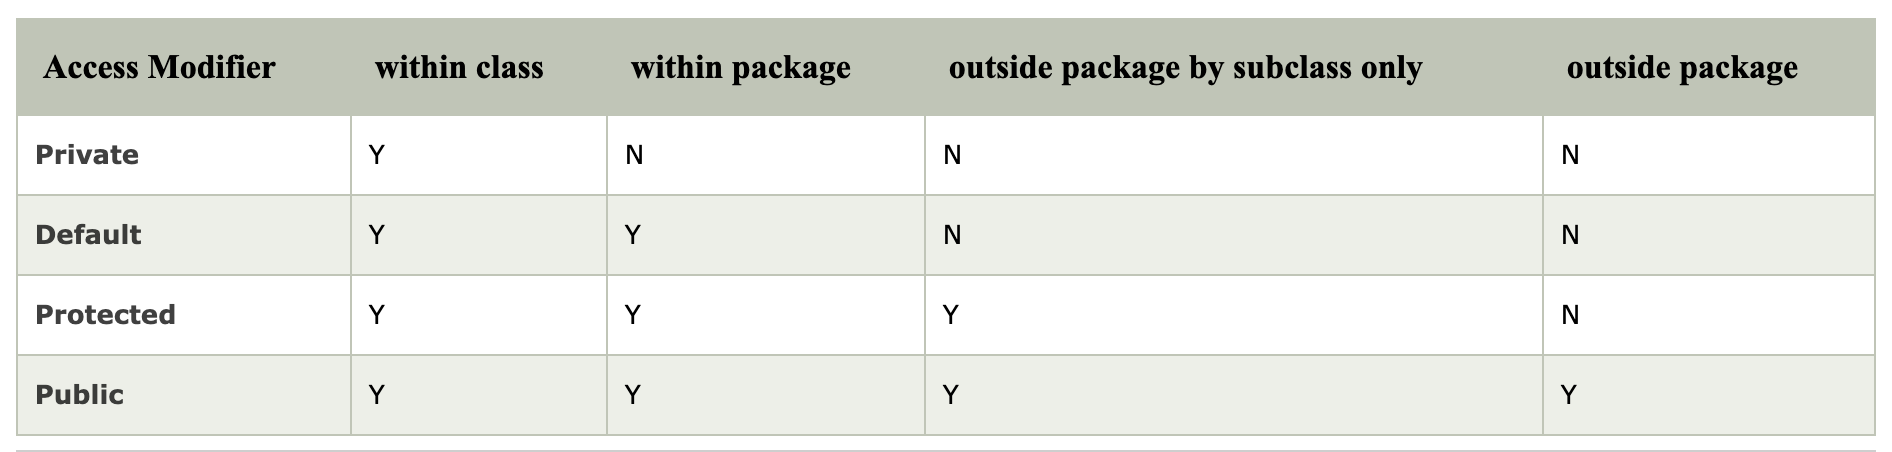 Access Modifier within class within package outside package by subclass only outside package
Private Y N N N
Default Y Y N N
Protected Y Y Y N
Public Y Y Y Y